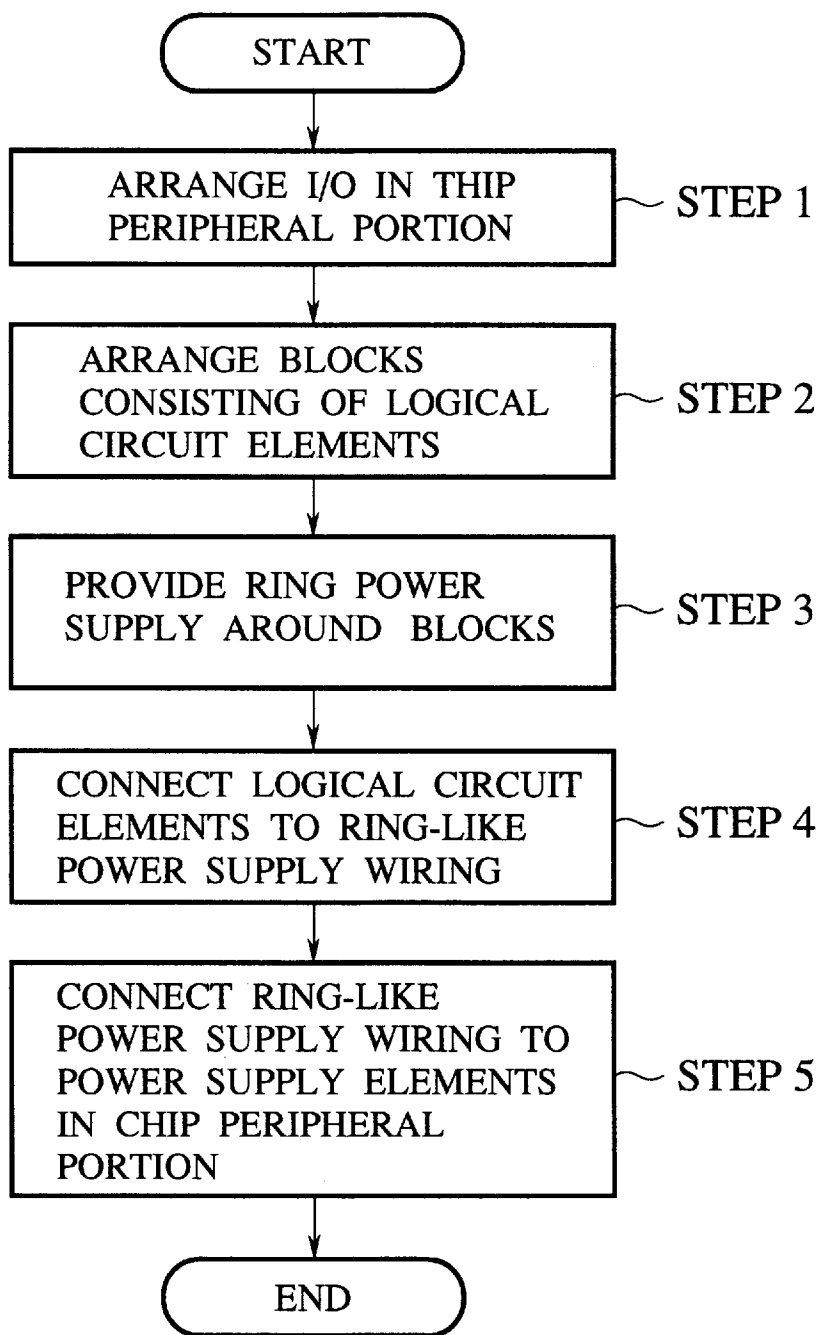 START
ARRANGE I/O IN THIP
PERIPHERAL PORTION
STEP 1
ARRANGE BLOCKS
CONSISTING OF LOGICAL
CIRCUIT ELEMENTS
STEP 2
PROVIDE RING POWER
SUPPLY AROUND BLOCKS
STEP 3
CONNECT LOGICAL CIRCUIT
ELEMENTS TO RING-LIKE
POWER SUPPLY WIRING
STEP 4
CONNECT RING-LIKE
POWER SUPPLY WIRING TO
POWER SUPPLY ELEMENTS
IN CHIP PERIPHERAL
PORTION
STEP 5
END